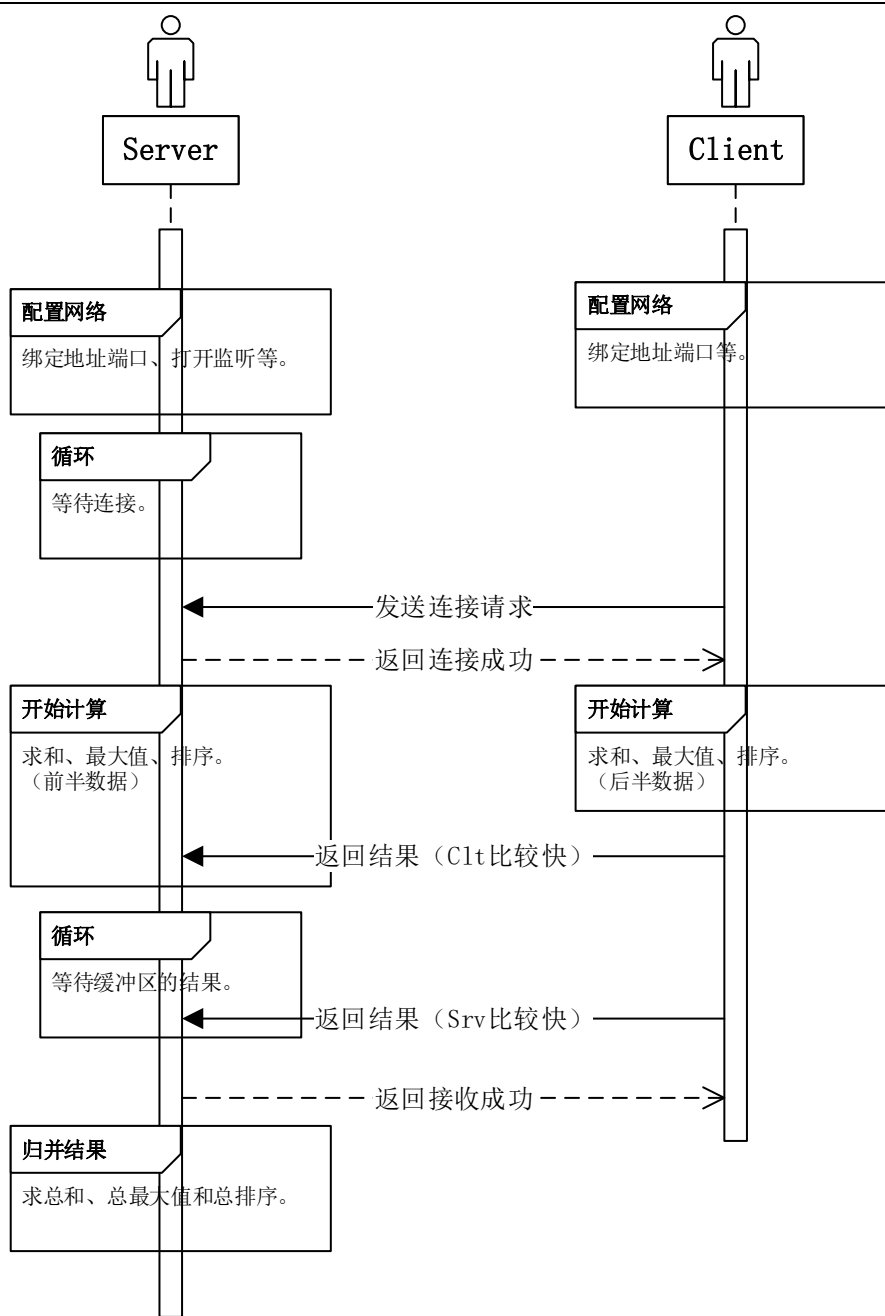 Server
Client
配置网络
绑定地址端口、打开监听等。
配置网络
绑定地址端口等。
循环
等待连接。
发送连接请求
返回连接成功
开始计算
求和、最大值、排序。
（前半数据）
开始计算
求和、最大值、排序。
（后半数据）
返回结果（Clt比较快）
循环
等待缓冲区的结果。
返回结果（Srv比较快）
返回接收成功
归并结果
求总和、总最大值和总排序。